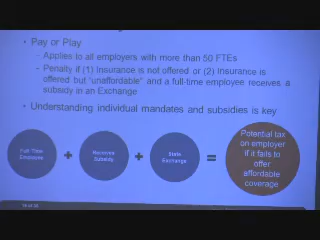 • Pay or Play
- Applies to all employers with more than 50 FTEs
- Penalty if (1) Insurance is not offered or (2) Insurance is
offered but "unaffordable" and a full-time employee receives a
subsidy in an Exchange
• Understanding individual mandates and subsidies is key
Full Time
Employee
+
Receives
Subsidy
+
State
Exchange
=
Potential tax
on employer
if it fails to
offer
affordable
coverage